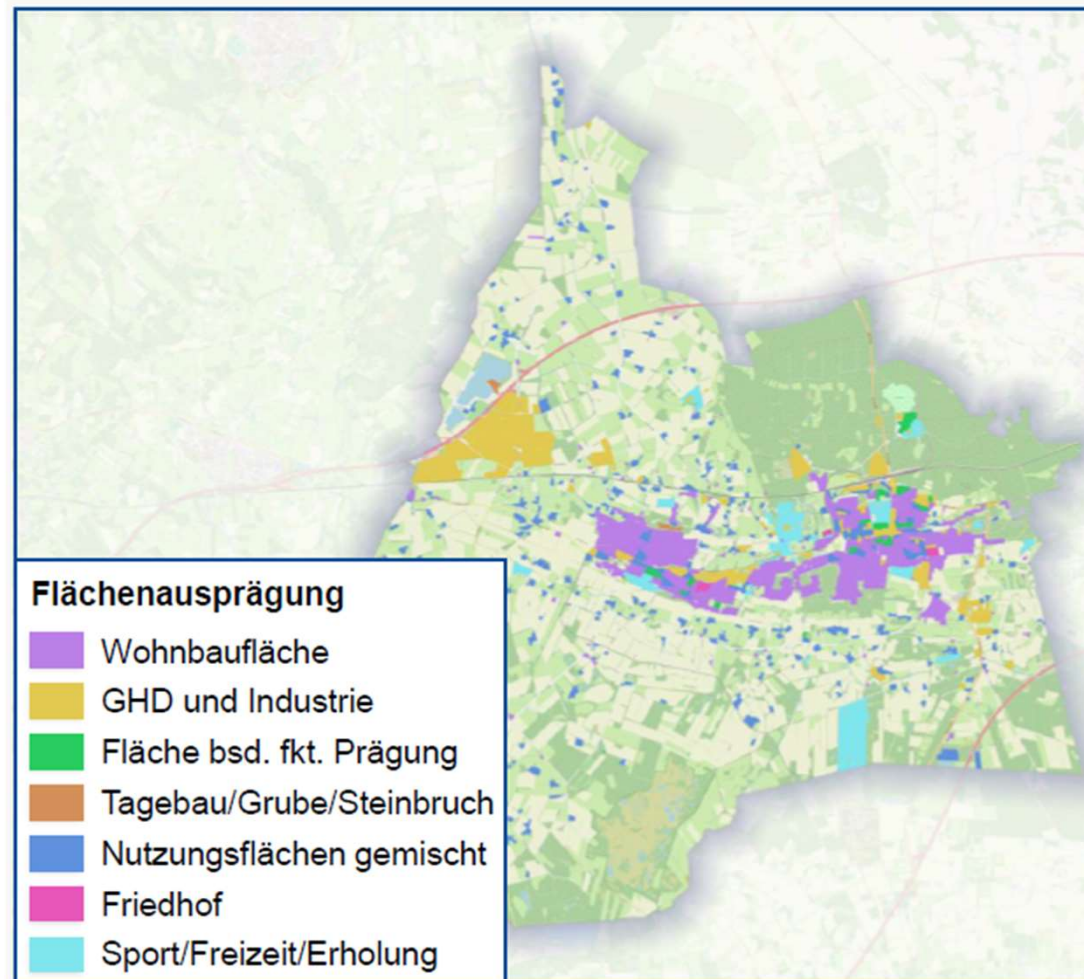 Flächenausprägung
Wohnbaufläche
GHD und Industrie
Fläche bsd. fkt. Prägung
Tagebau/Grube/Steinbruch
Nutzungsflächen gemischt
Friedhof
Sport/Freizeit/Erholung